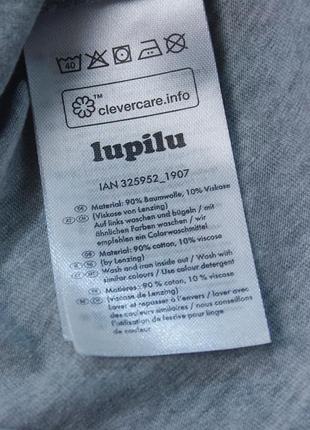 40
™
clevercare.info
lupilu
IAN 325952_1907
Material: 90% Baumwolle, 10% Viskose
(Viskose von Lenzing)
Auf links waschen und bügeln / mit
ähnlichen Farben waschen / wir
empfehlen ein Colorwaschmittel
Material: 90% cotton, 10% viscose
(by Lenzing)
Wash and iron inside out / Wash with
similar colours / Use colour detergent
Matières : 90 % coton, 10 % viscose
(viscose de Lenzing)
Laver et repasser à l'envers / laver avec
des couleurs similaires / nous conseillons
l'utilisation de lessive pour linge
de couleur